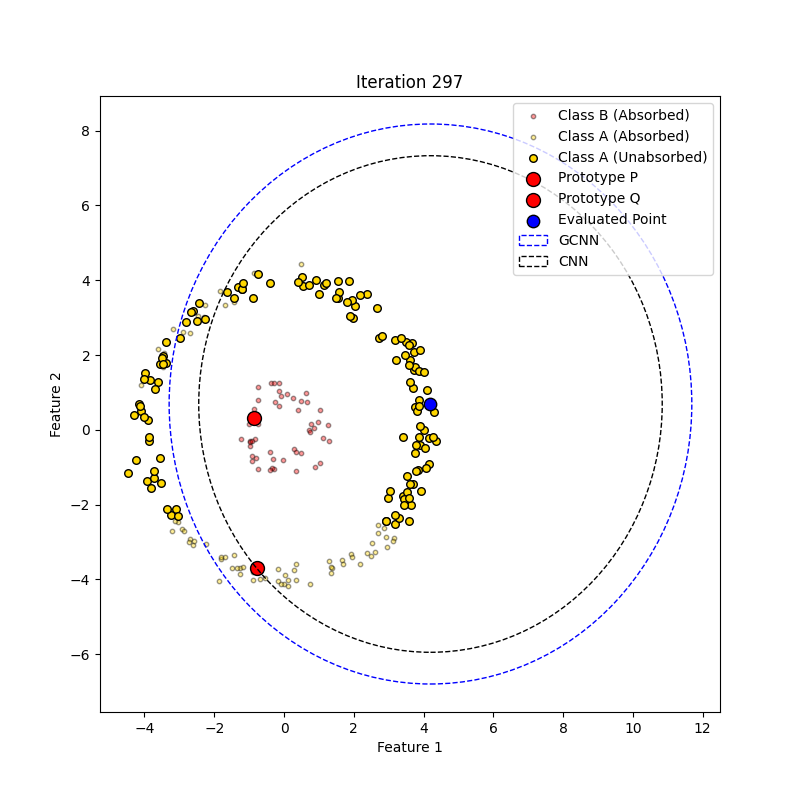 Iteration 297
Class B (Absorbed)
Class A (Absorbed)
Class A (Unabsorbed)
Prototype P
Prototype Q
Evaluated Point
GCNN
CNN
8
6
4
2
0
−2
−4
−6
Feature 2
−4
−2
0
2
4
6
8
10
12
Feature 1